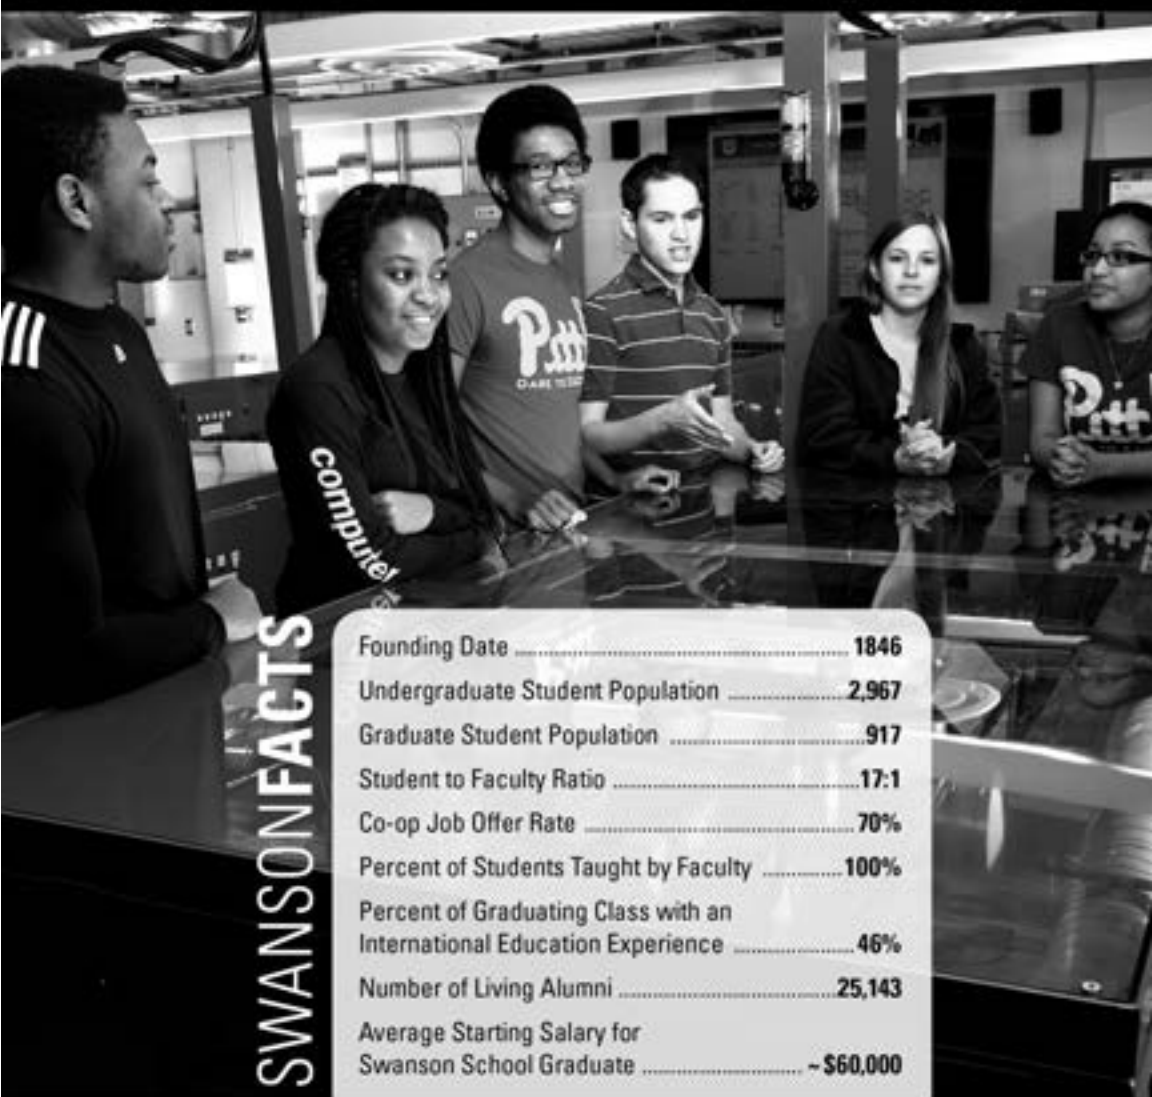 Pitt
DARE TO
Pitt
compute!
SWANSONFACTS
Founding Date ........ 1846
Undergraduate Student Population ........ 2,967
Graduate Student Population ........ 917
Student to Faculty Ratio ........ 17:1
Co-op Job Offer Rate ........ 70%
Percent of Students Taught by Faculty ........ 100%
Percent of Graduating Class with an
International Education Experience ........ 46%
Number of Living Alumni ........ 25,143
Average Starting Salary for
Swanson School Graduate ........ ~$60,000